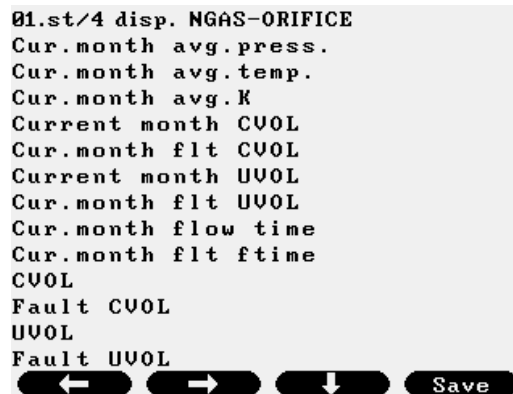 01.st/4 disp. NGAS-ORIFICE
Cur.month avg.press.
Cur.month avg.temp.
Cur.month avg.K
Current month CVOL
Cur.month flt CVOL
Current month UVOL
Cur.month flt UVOL
Cur.month flow time
Cur.month flt ftime
CVOL
Fault CVOL
UVOL
Fault UVOL
Save